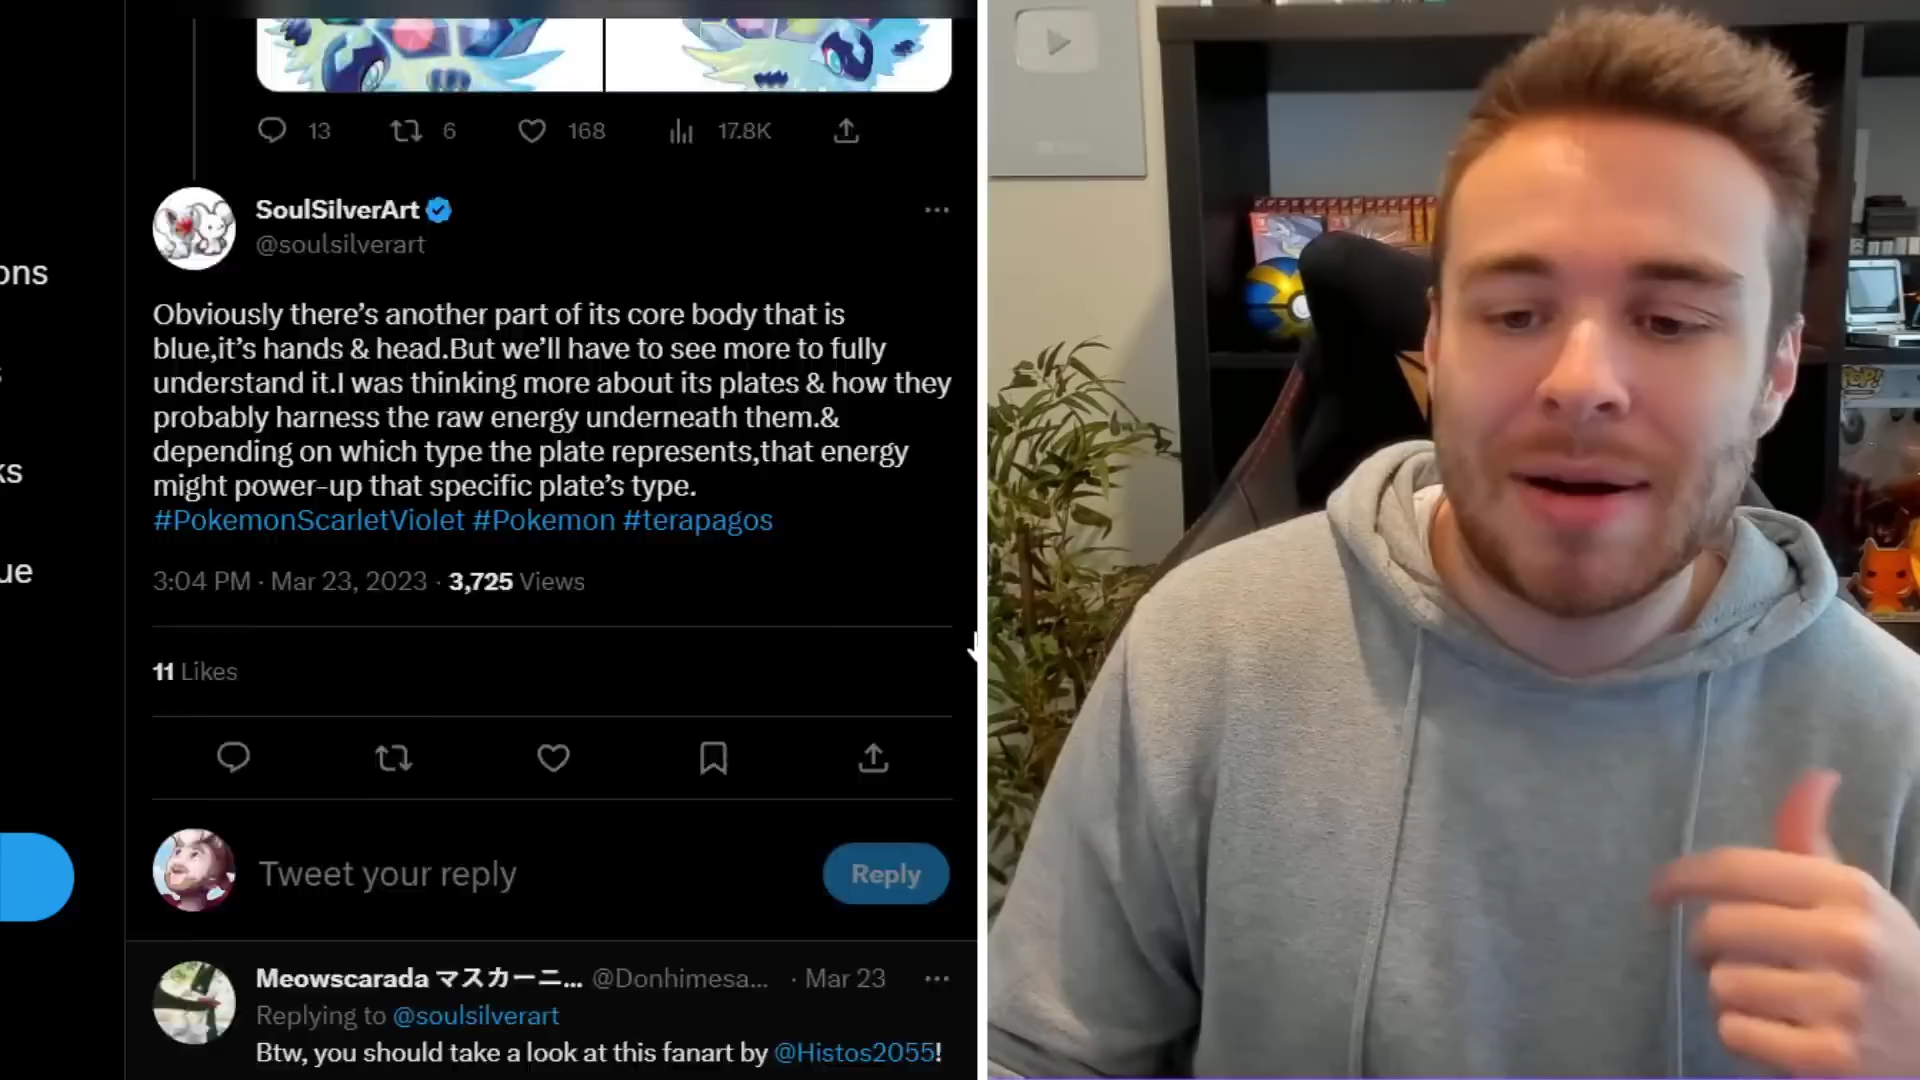 13
6
168
17.8K
SoulSilverArt
@soulsilverart
ons
Obviously there's another part of its core body that is
blue,it's hands & head.But we'll have to see more to fully
understand it.I was thinking more about its plates & how they
probably harness the raw energy underneath them.&
depending on which type the plate represents,that energy
might power-up that specific plate's type.
#PokemonScarletViolet #Pokemon #terapagos
3:04 PM · Mar 23, 2023 · 3,725 Views
11 Likes
Tweet your reply
Reply
Meowscarada マスカーニ... @Donhimesa... · Mar 23
Replying to @soulsilverart
Btw, you should take a look at this fanart by @Histos2055!
ks
ue
POP!